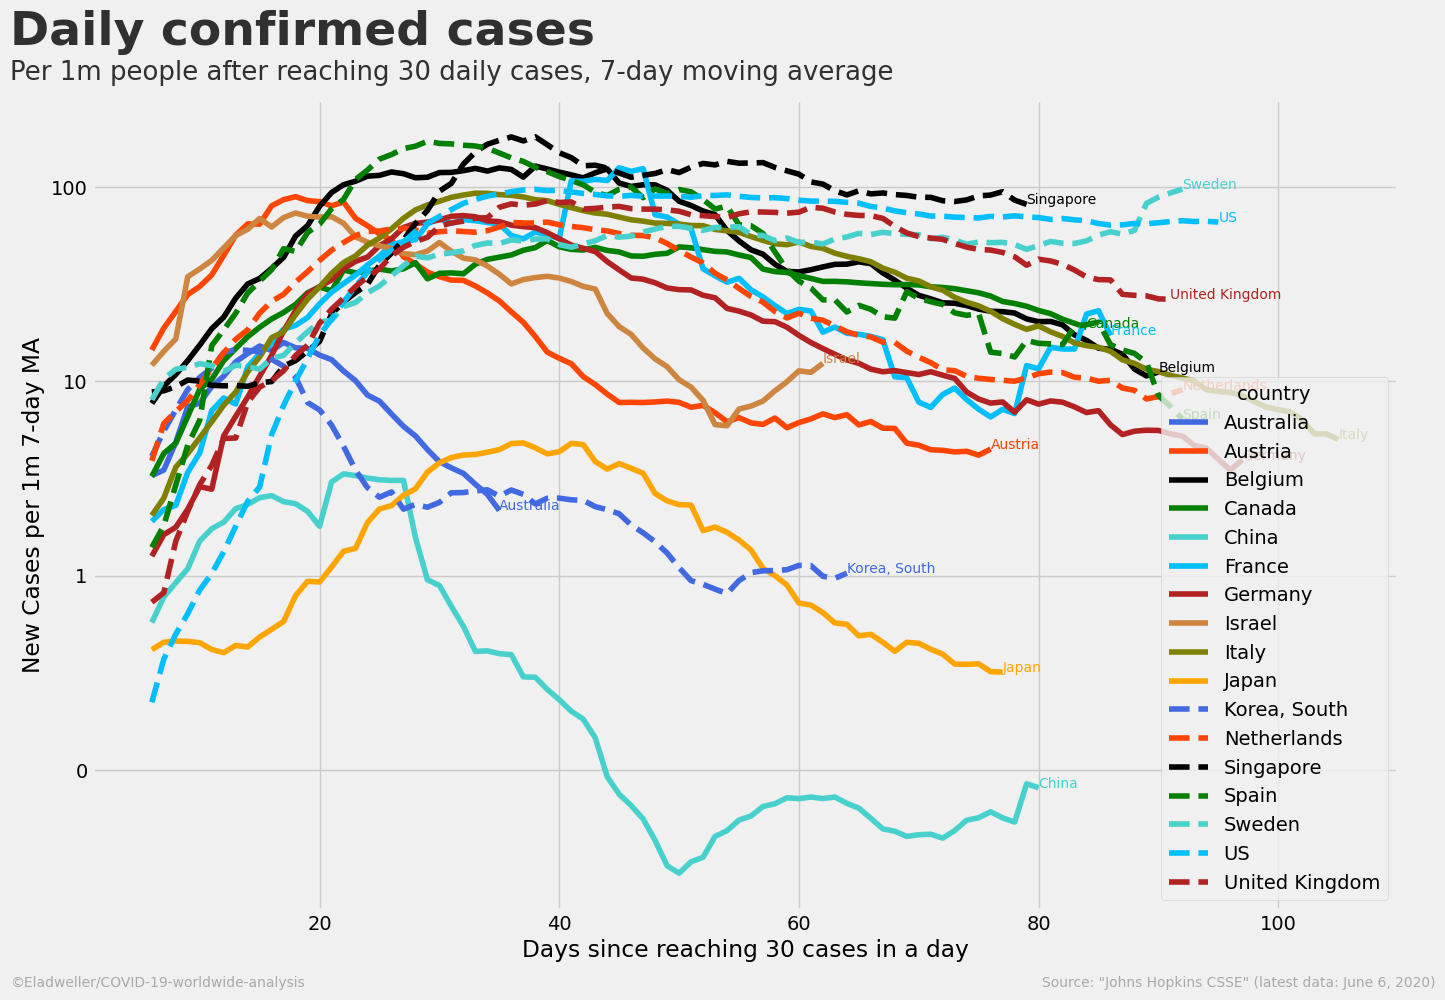 Daily confirmed cases
Per 1m people after reaching 30 daily cases, 7-day moving average
New Cases per 1m 7-day MA
100
10
1
0
Singapore
Sweden
US
United Kingdom
Canada
France
Israel
Belgium
Netherlands
Spain
Italy
Germany
Austria
Australia
Korea, South
Japan
China
country
Australia
Austria
Belgium
Canada
China
France
Germany
Israel
Italy
Japan
Korea, South
Netherlands
Singapore
Spain
Sweden
US
United Kingdom
20
40
60
80
100
Days since reaching 30 cases in a day
©Eladweller/COVID-19-worldwide-analysis
Source: "Johns Hopkins CSSE" (latest data: June 6, 2020)